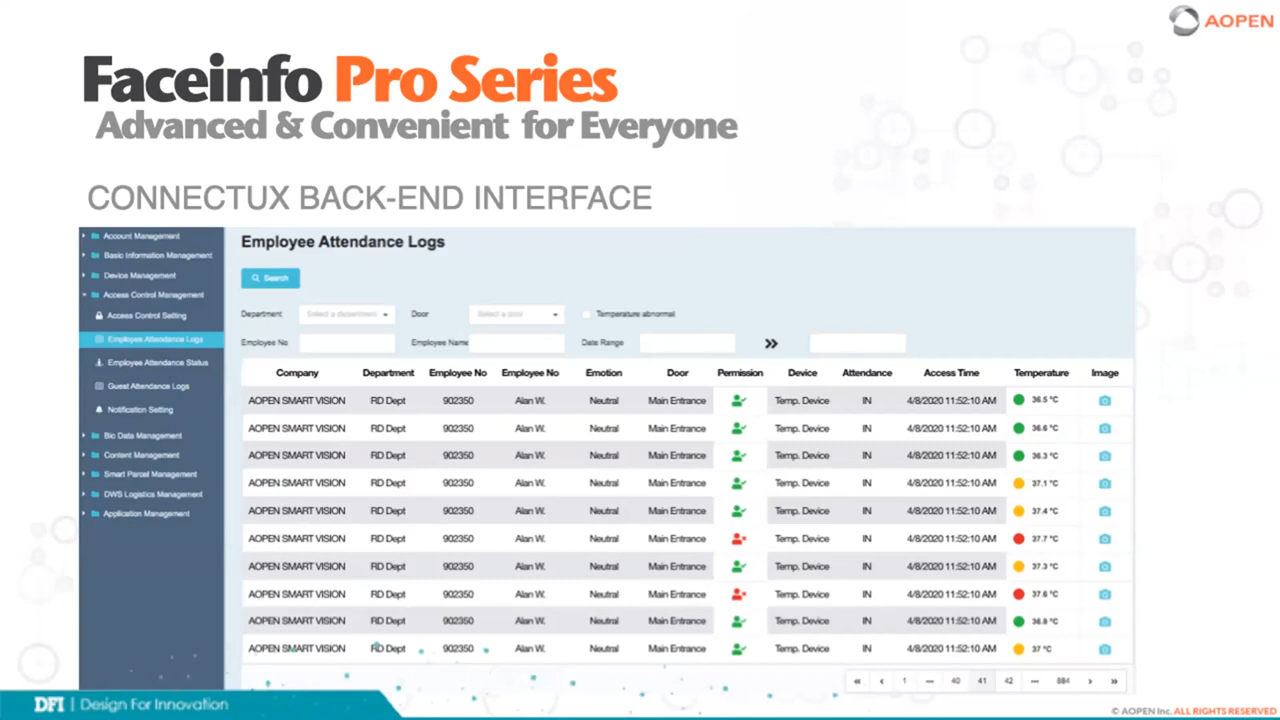 AOPEN
Faceinfo Pro Series
Advanced & Convenient for Everyone
CONNECTUX BACK-END INTERFACE
Account Management
Basic Information Management
Device Management
Access Control Management
Access Control Setting
Employee Attendance Logs
Employee Attendance Status
Guest Attendance Logs
Notification Setting
Bio Data Management
Content Management
Smart Parcel Management
DWS Logistics Management
Application Management
Employee Attendance Logs
Search
Department Select a department Door Select a door Temperature abnormal
Employee No Employee Name Date Range
Company Department Employee No Employee No Emotion Door Permission Device Attendance Access Time Temperature Image
AOPEN SMART VISION RD Dept 902350 Alan W. Neutral Main Entrance Temp. Device IN 4/8/2020 11:52:10 AM 36.5 °C
AOPEN SMART VISION RD Dept 902350 Alan W. Neutral Main Entrance Temp. Device IN 4/8/2020 11:52:10 AM 36.6 °C
AOPEN SMART VISION RD Dept 902350 Alan W. Neutral Main Entrance Temp. Device IN 4/8/2020 11:52:10 AM 36.3 °C
AOPEN SMART VISION RD Dept 902350 Alan W. Neutral Main Entrance Temp. Device IN 4/8/2020 11:52:10 AM 37.1 °C
AOPEN SMART VISION RD Dept 902350 Alan W. Neutral Main Entrance Temp. Device IN 4/8/2020 11:52:10 AM 37.4 °C
AOPEN SMART VISION RD Dept 902350 Alan W. Neutral Main Entrance Temp. Device IN 4/8/2020 11:52:10 AM 37.7 °C
AOPEN SMART VISION RD Dept 902350 Alan W. Neutral Main Entrance Temp. Device IN 4/8/2020 11:52:10 AM 37.3 °C
AOPEN SMART VISION RD Dept 902350 Alan W. Neutral Main Entrance Temp. Device IN 4/8/2020 11:52:10 AM 37.6 °C
AOPEN SMART VISION RD Dept 902350 Alan W. Neutral Main Entrance Temp. Device IN 4/8/2020 11:52:10 AM 36.8 °C
AOPEN SMART VISION RD Dept 902350 Alan W. Neutral Main Entrance Temp. Device IN 4/8/2020 11:52:10 AM 37 °C
« ‹ 1 ··· 40 41 42 ··· 884 › »
DFI | Design For Innovation
© AOPEN Inc. ALL RIGHTS RESERVED